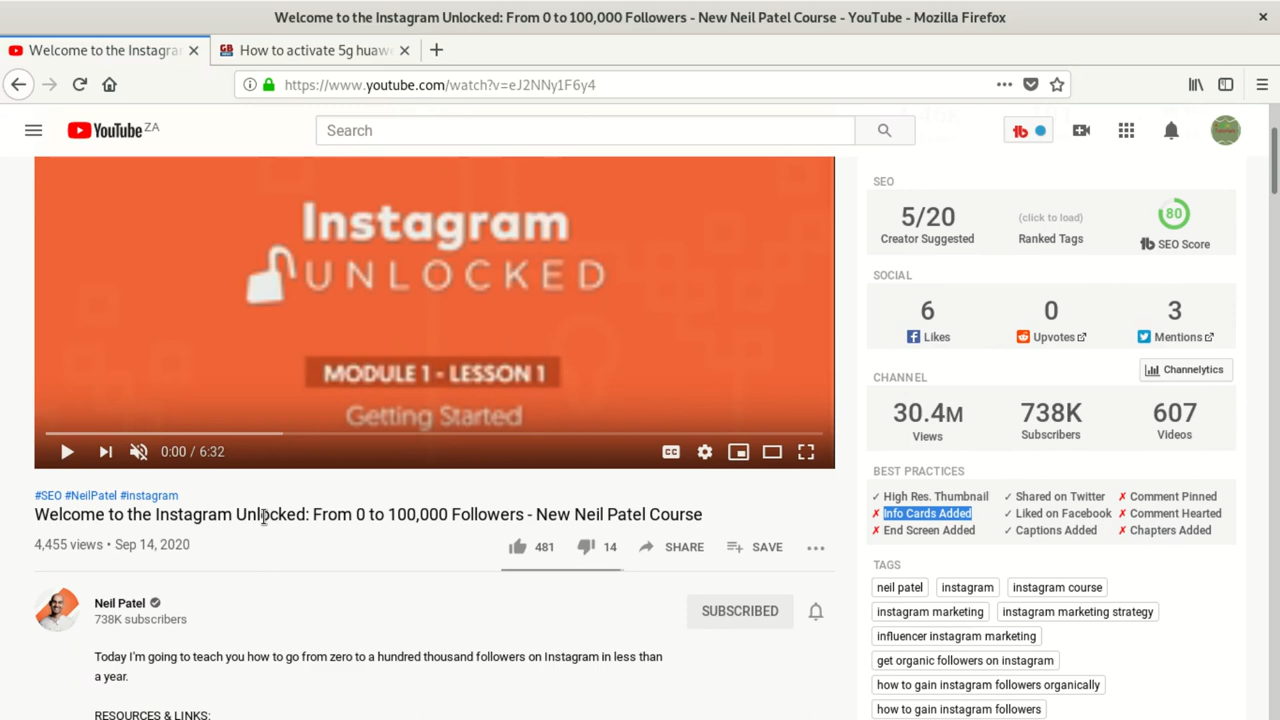 Welcome to the Instagram Unlocked: From 0 to 100,000 Followers - New Neil Patel Course - YouTube - Mozilla Firefox
Welcome to the Instagra
How to activate 5g huaw
https://www.youtube.com/watch?v=eJ2NNy1F6y4
YouTube ZA
Search
tb
Instagram
UNLOCKED
MODULE 1 - LESSON 1
Getting Started
0:00 / 6:32
CC
#SEO #NeilPatel #instagram
Welcome to the Instagram Unlocked: From 0 to 100,000 Followers - New Neil Patel Course
4,455 views • Sep 14, 2020
481
14
SHARE
SAVE
Neil Patel
738K subscribers
SUBSCRIBED
Today I'm going to teach you how to go from zero to a hundred thousand followers on Instagram in less than
a year.
RESOURCES & LINKS:
SEO
5/20
(click to load)
80
Creator Suggested
Ranked Tags
tb SEO Score
SOCIAL
6
0
3
Likes
Upvotes
Mentions
CHANNEL
Channelytics
30.4M
738K
607
Views
Subscribers
Videos
BEST PRACTICES
✓ High Res. Thumbnail ✓ Shared on Twitter ✗ Comment Pinned
✗ Info Cards Added ✓ Liked on Facebook ✗ Comment Hearted
✗ End Screen Added ✓ Captions Added ✗ Chapters Added
TAGS
neil patel
instagram
instagram course
instagram marketing
instagram marketing strategy
influencer instagram marketing
get organic followers on instagram
how to gain instagram followers organically
how to gain instagram followers